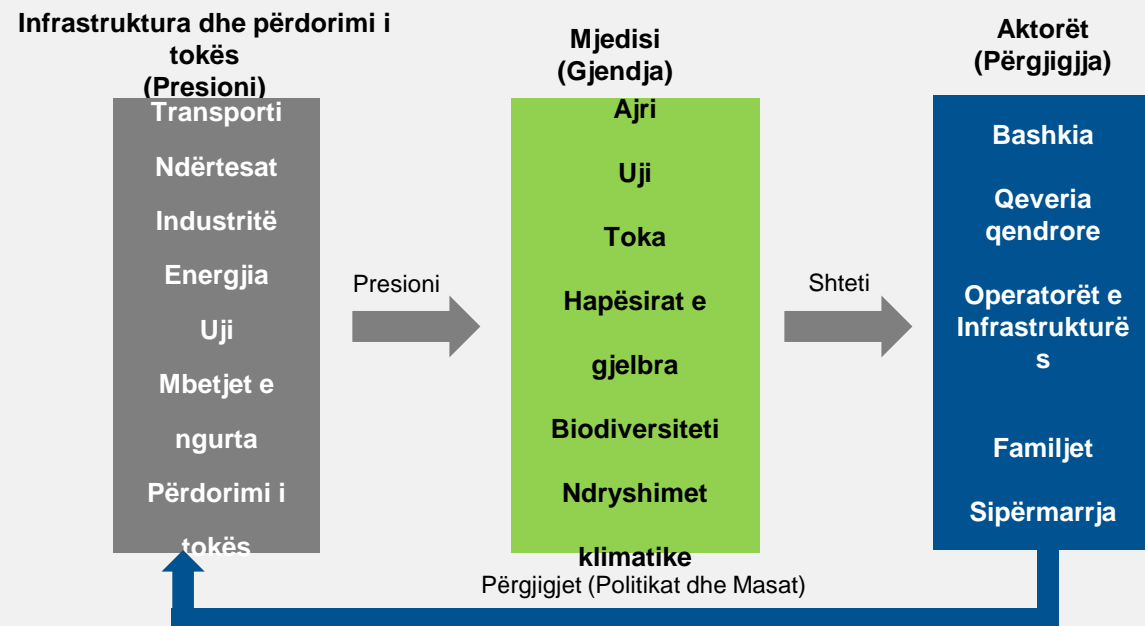 Infrastruktura dhe përdorimi i
tokës
(Presioni)
Transporti
Ndërtesat
Industritë
Energjia
Uji
Mbetjet e
ngurta
Përdorimi i
tokës
Presioni
Mjedisi
(Gjendja)
Ajri
Uji
Toka
Hapësirat e
gjelbra
Biodiversiteti
Ndryshimet
klimatike
Shteti
Aktorët
(Përgjigjja)
Bashkia
Qeveria
qendrore
Operatorët e
Infrastrukturë
s
Familjet
Sipërmarrja
Përgjigjet (Politikat dhe Masat)